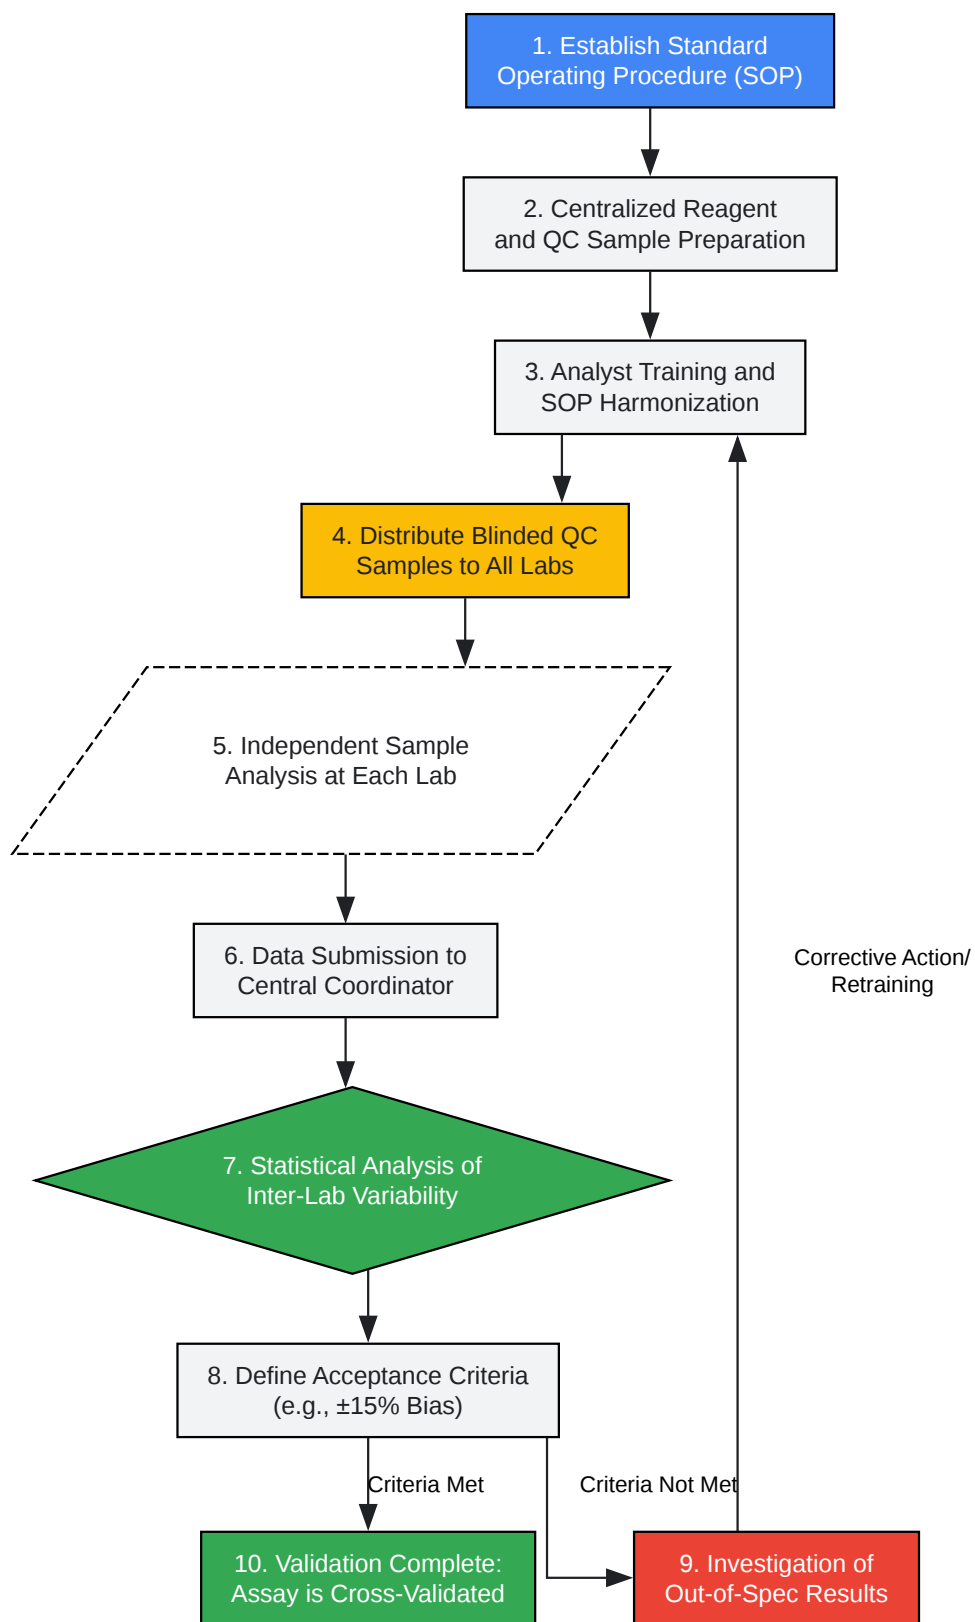 1. Establish Standard
Operating Procedure (SOP)
2. Centralized Reagent
and QC Sample Preparation
3. Analyst Training and
SOP Harmonization
4. Distribute Blinded QC
Samples to All Labs
5. Independent Sample
Analysis at Each Lab
6. Data Submission to
Central Coordinator
Corrective Action/
Retraining
7. Statistical Analysis of
Inter-Lab Variability
8. Define Acceptance Criteria
(e.g., ±15% Bias)
Criteria Met
Criteria Not Met
10. Validation Complete:
Assay is Cross-Validated
9. Investigation of
Out-of-Spec Results